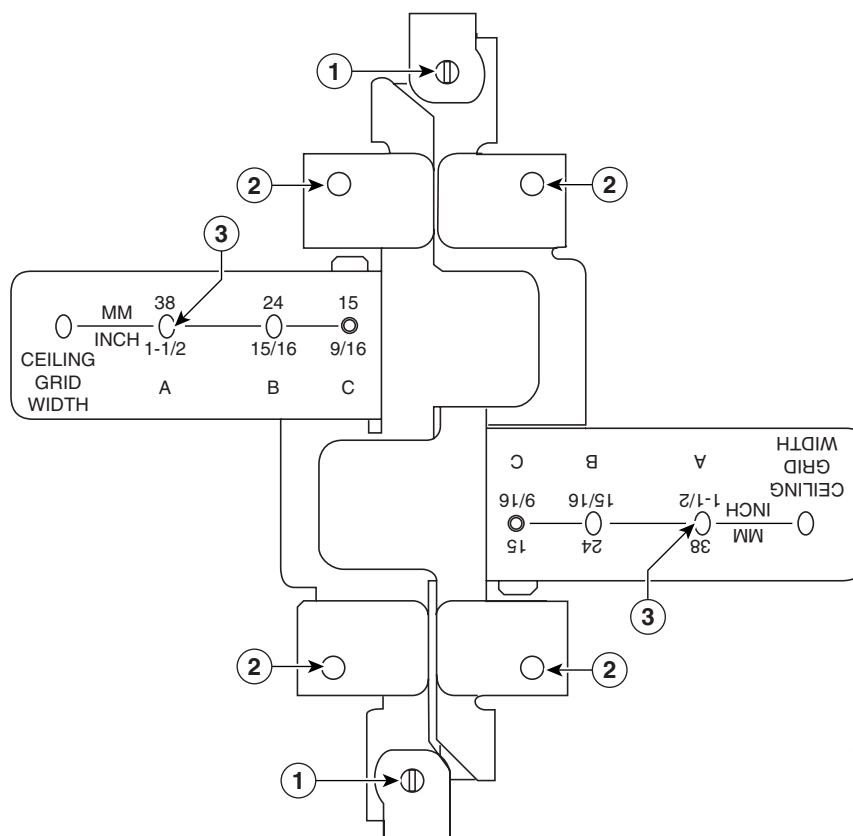 1
2
2
3
38
24
15
MM
INCH
1-1/2
15/16
9/16
CEILING
GRID
WIDTH
A
B
C
CEILING
GRID
WIDTH
A
B
C
1-1/2
15/16
9/16
INCH
MM
38
24
15
3
2
2
1